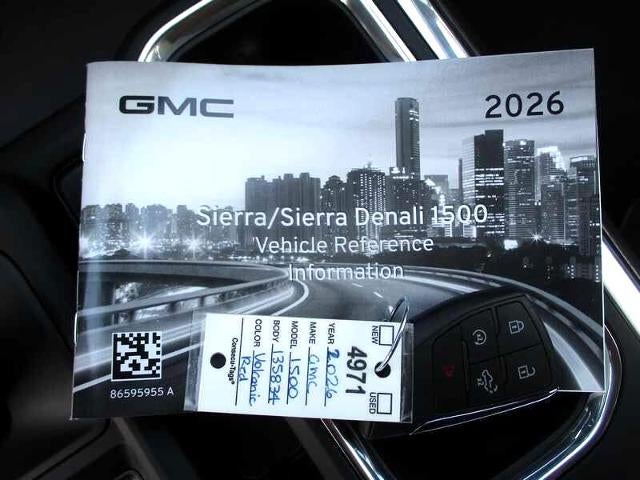 GMC
2026
Sierra/Sierra Denali 1500
Vehicle Reference
Information
86595955 A
NEW
USED
4971
YEAR 2026
MAKE GMC
MODEL 1500
BODY 135834
COLOR Volcanic
Red
Consecu-Tags®